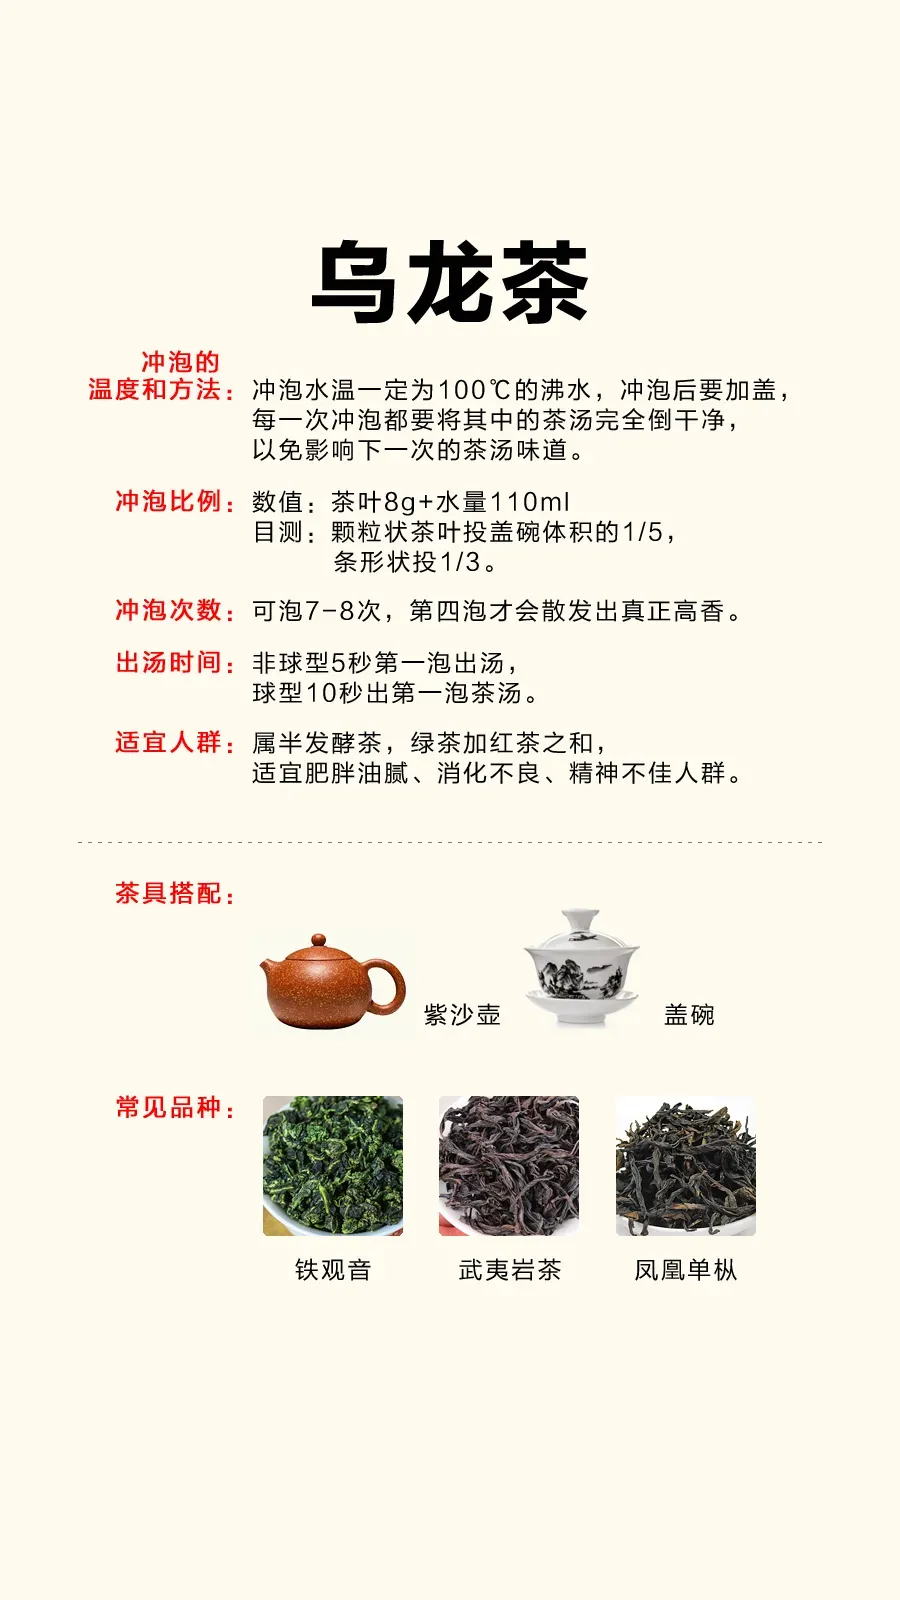 乌龙茶
冲泡的
温度和方法：冲泡水温一定为100℃的沸水，冲泡后要加盖，
每一次冲泡都要将其中的茶汤完全倒干净，
以免影响下一次的茶汤味道。
冲泡比例：数值：茶叶8g+水量110ml
目测：颗粒状茶叶投盖碗体积的1/5，
条形状投1/3。
冲泡次数：可泡7-8次，第四泡才会散发出真正高香。
出汤时间：非球型5秒第一泡出汤，
球型10秒出第一泡茶汤。
适宜人群：属半发酵茶，绿茶加红茶之和，
适宜肥胖油腻、消化不良、精神不佳人群。
茶具搭配：
紫沙壶 盖碗
常见品种：
铁观音 武夷岩茶 凤凰单枞